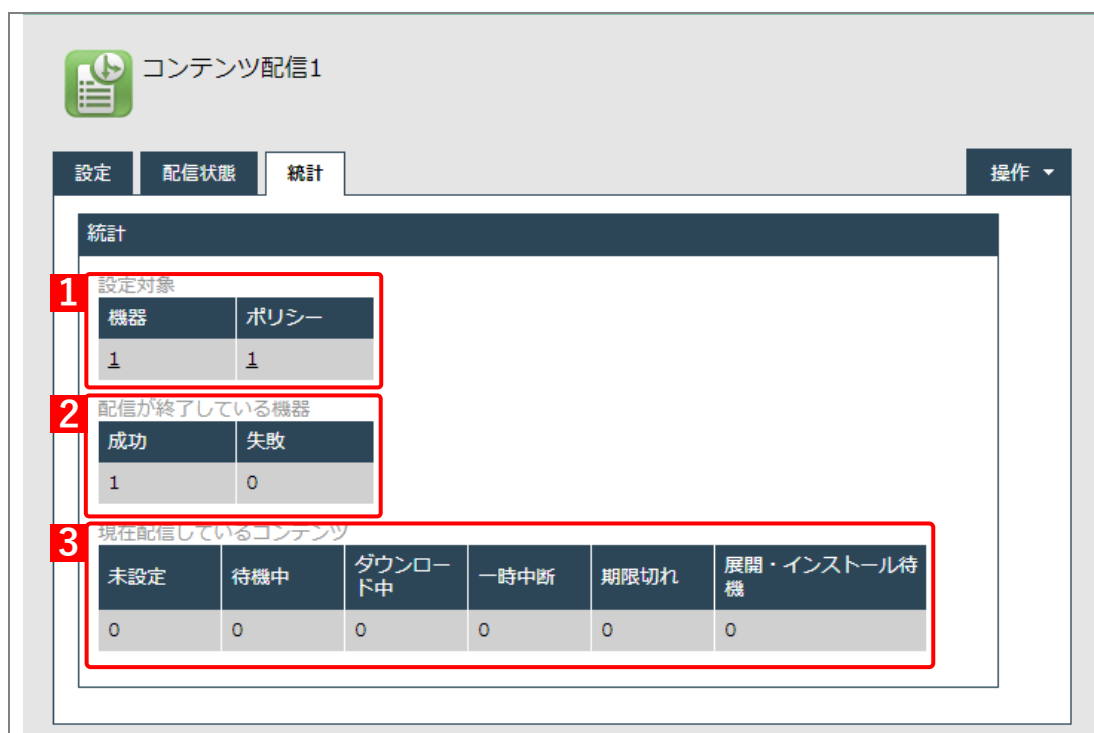 コンテンツ配信1
設定 配信状態 統計 操作
統計
1
設定対象
機器 ポリシー
1 1
2
配信が終了している機器
成功 失敗
1 0
3
現在配信しているコンテンツ
未設定 待機中 ダウンロー
ド中 一時中断 期限切れ 展開・インストール待
機
0 0 0 0 0 0